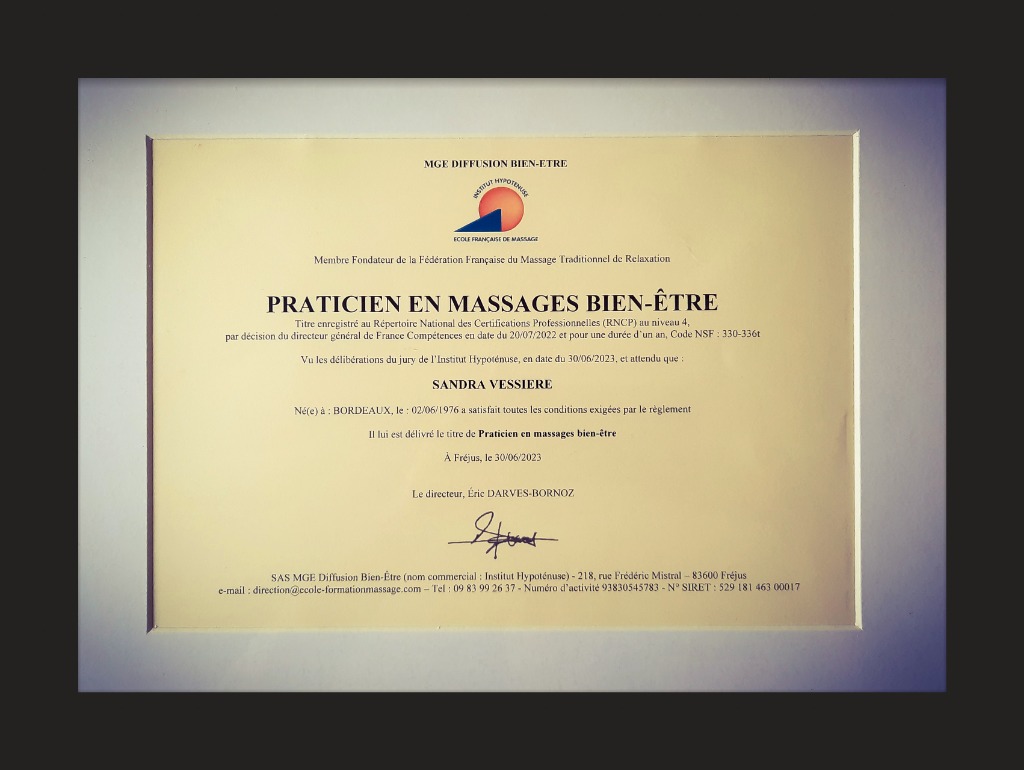 MGE DIFFUSION BIEN-ETRE
INSTITUT HYPOTENUSE
ECOLE FRANÇAISE DE MASSAGE
Membre Fondateur de la Fédération Française du Massage Traditionnel de Relaxation
PRATICIEN EN MASSAGES BIEN-ÊTRE
Titre enregistré au Répertoire National des Certifications Professionnelles (RNCP) au niveau 4,
par décision du directeur général de France Compétences en date du 20/07/2022 et pour une durée d'un an, Code NSF : 330-336t
Vu les délibérations du jury de l'Institut Hypoténuse, en date du 30/06/2023, et attendu que :
SANDRA VESSIERE
Né(e) à : BORDEAUX, le : 02/06/1976 a satisfait toutes les conditions exigées par le règlement
Il lui est délivré le titre de Praticien en massages bien-être
À Fréjus, le 30/06/2023
Le directeur, Éric DARVES-BORNOZ
SAS MGE Diffusion Bien-Être (nom commercial : Institut Hypoténuse) - 218, rue Frédéric Mistral – 83600 Fréjus
e-mail : direction@ecole-formationmassage.com – Tel : 09 83 99 26 37 - Numéro d'activité 93830545783 - N° SIRET : 529 181 463 00017